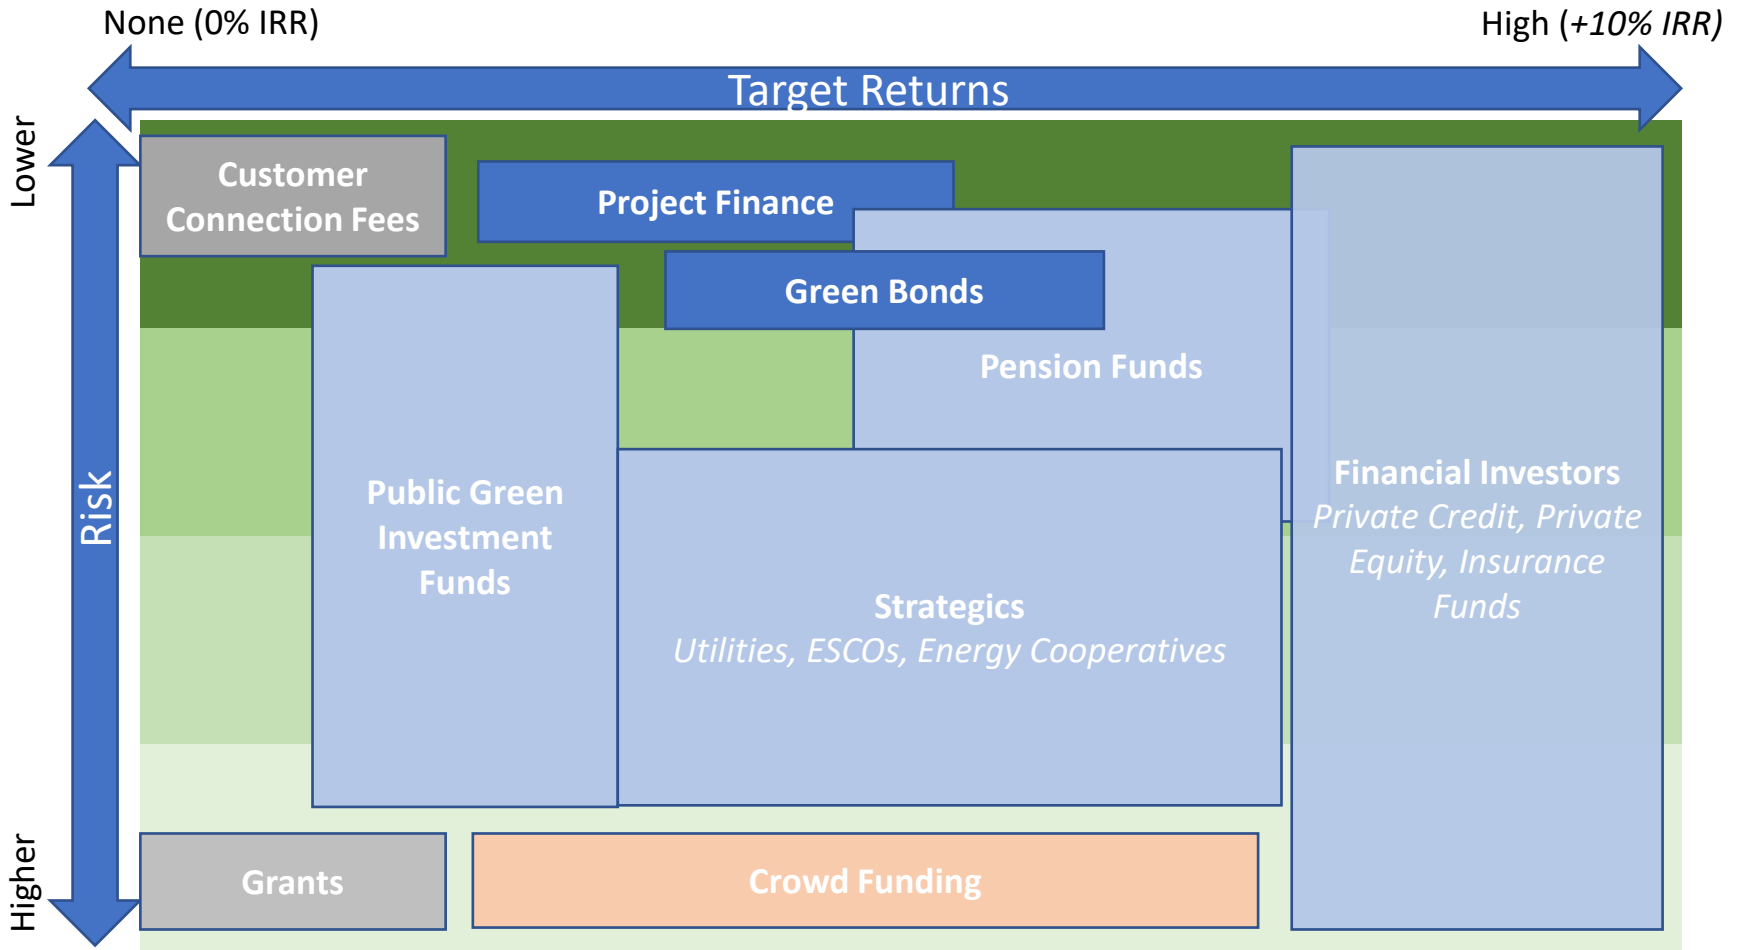 None (0% IRR)
High (+10% IRR)
Target Returns
Lower
Risk
Higher
Customer
Connection Fees
Project Finance
Green Bonds
Pension Funds
Public Green
Investment
Funds
Strategics
Utilities, ESCOs, Energy Cooperatives
Financial Investors
Private Credit, Private
Equity, Insurance
Funds
Grants
Crowd Funding